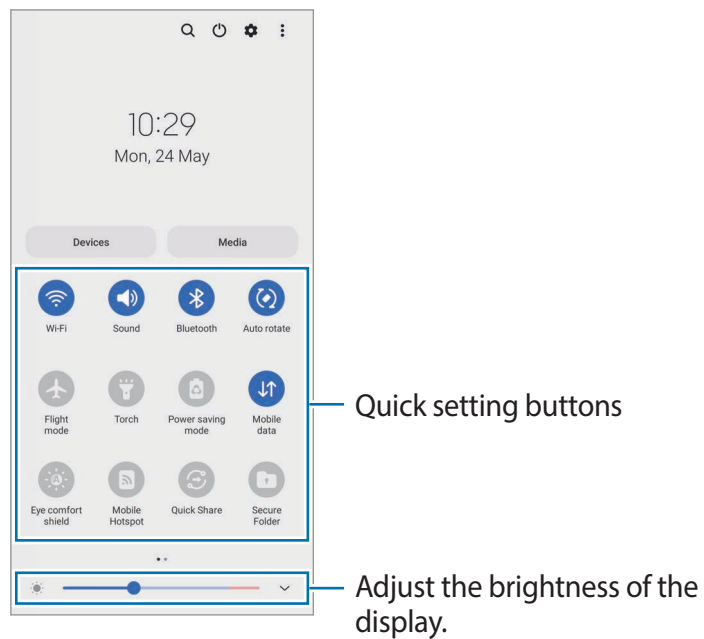 10:29
Mon, 24 May
Devices Media
Wi-Fi Sound Bluetooth Auto rotate
Flight mode Torch Power saving mode Mobile data
Eye comfort shield Mobile Hotspot Quick Share Secure Folder
Quick setting buttons
Adjust the brightness of the
display.